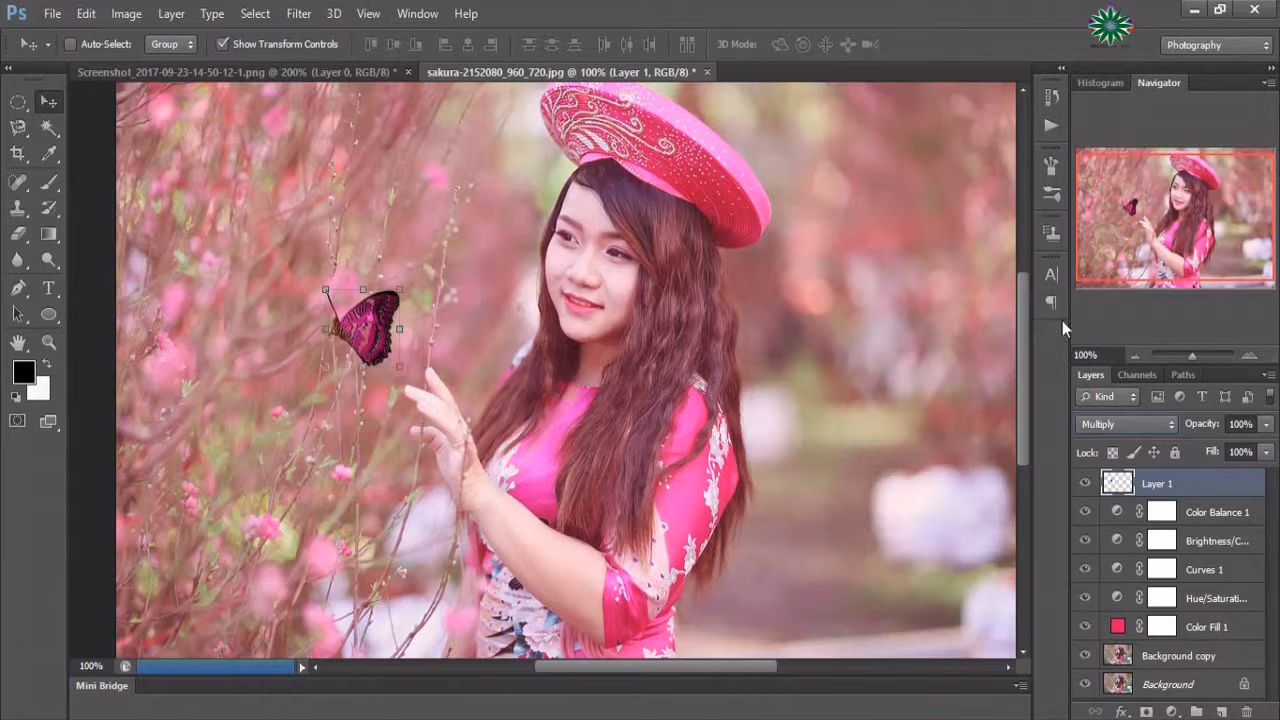 Ps File Edit Image Layer Type Select Filter 3D View Window Help
Auto-Select: Group Show Transform Controls 3D Mode: Photography
Screenshot_2017-09-23-14-50-12-1.png @ 200% (Layer 0, RGB/8) * × sakura-2152080_960_720.jpg @ 100% (Layer 1, RGB/8) * ×
Histogram Navigator
100%
Layers Channels Paths
Kind
Multiply Opacity: 100%
Lock: Fill: 100%
Layer 1
Color Balance 1
Brightness/C...
Curves 1
Hue/Saturati...
Color Fill 1
Background copy
Background
100%
Mini Bridge